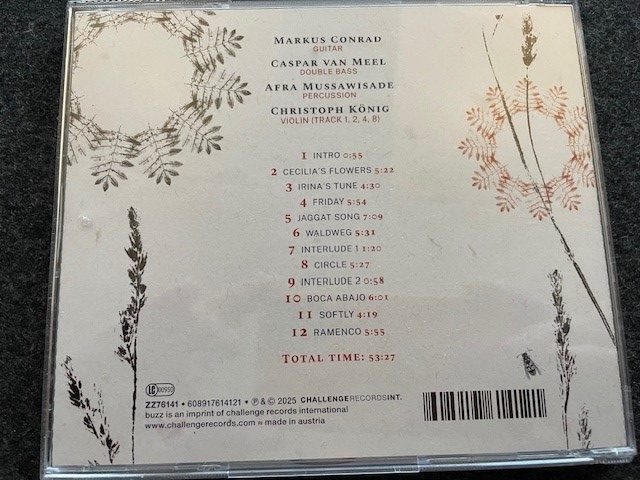 MARKUS CONRAD
GUITAR
CASPAR VAN MEEL
DOUBLE BASS
AFRA MUSSAWISADE
PERCUSSION
CHRISTOPH KÖNIG
VIOLIN (TRACK 1, 2, 4, 8)
1 INTRO 0:55
2 CECILIA'S FLOWERS 5:22
3 IRINA'S TUNE 4:30
4 FRIDAY 5:54
5 JAGGAT SONG 7:09
6 WALDWEG 5:31
7 INTERLUDE 1 1:20
8 CIRCLE 5:27
9 INTERLUDE 2 0:58
10 BOCA ABAJO 6:01
11 SOFTLY 4:19
12 RAMENCO 5:55
TOTAL TIME: 53:27
LC 00950
ZZ76141 • 608917614121 • ℗ & © 2025 CHALLENGERECORDSINT.
buzz is an imprint of challenge records international
www.challengerecords.com ≈ made in austria